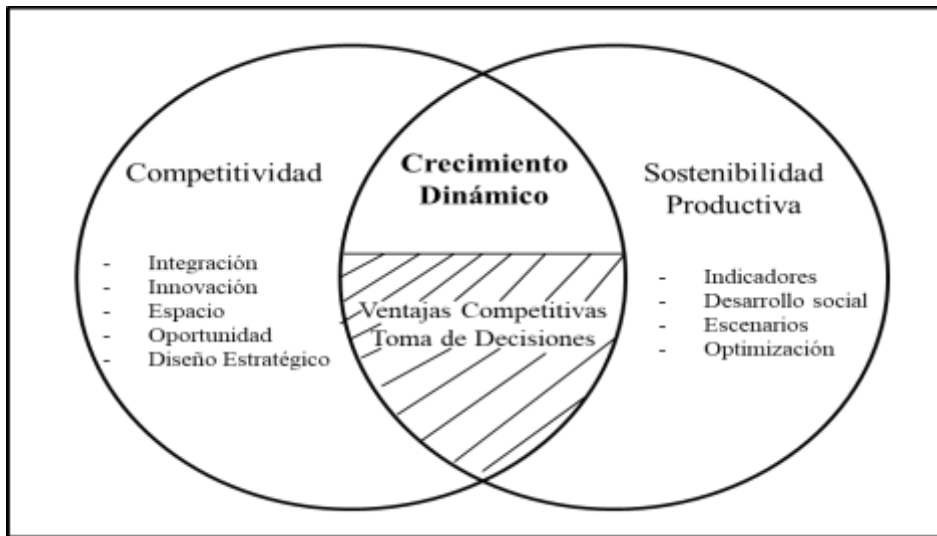 Competitividad
- Integración
- Innovación
- Espacio
- Oportunidad
- Diseño Estratégico
Crecimiento
Dinámico
Ventajas Competitivas
Toma de Decisiones
Sostenibilidad
Productiva
- Indicadores
- Desarrollo social
- Escenarios
- Optimización